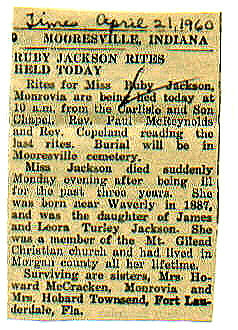 Times April 21, 1960
MOORESVILLE, INDIANA
RUBY JACKSON RITES
HELD TODAY
Rites for Miss Ruby Jackson,
Monrovia are being held today at
10 a.m. from the Carlisle and Son
Chapel, Rev. Paul McReynolds
and Rev. Copeland reading the
last rites. Burial will be in
Mooresville cemetery.
Miss Jackson died suddenly
Monday evening after being ill
for the past three years. She
was born near Waverly in 1887,
and was the daughter of James
and Leora Turley Jackson. She
was a member of the Mt. Gilead
Christian church and had lived in
Morgan county all her lifetime.
Surviving are sisters, Mrs. Ho-
ward McCracken, Monrovia and
Mrs. Hobard Townsend, Fort Lau-
derdale, Fla.